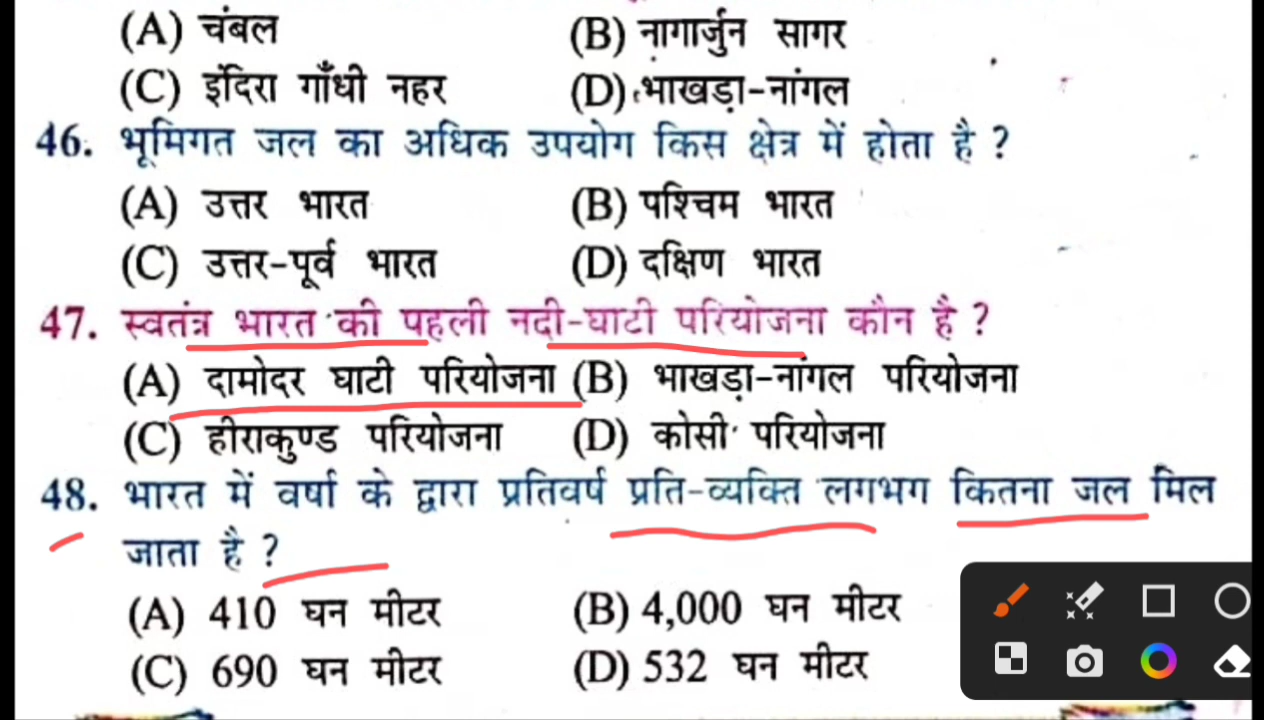 (A) चंबल (B) नागार्जुन सागर
(C) इंदिरा गाँधी नहर (D) भाखड़ा-नांगल
46. भूमिगत जल का अधिक उपयोग किस क्षेत्र में होता है ?
(A) उत्तर भारत (B) पश्चिम भारत
(C) उत्तर-पूर्व भारत (D) दक्षिण भारत
47. स्वतंत्र भारत की पहली नदी-घाटी परियोजना कौन है ?
(A) दामोदर घाटी परियोजना (B) भाखड़ा-नांगल परियोजना
(C) हीराकुण्ड परियोजना (D) कोसी परियोजना
48. भारत में वर्षा के द्वारा प्रतिवर्ष प्रति-व्यक्ति लगभग कितना जल मिल
जाता है ?
(A) 410 घन मीटर (B) 4,000 घन मीटर
(C) 690 घन मीटर (D) 532 घन मीटर